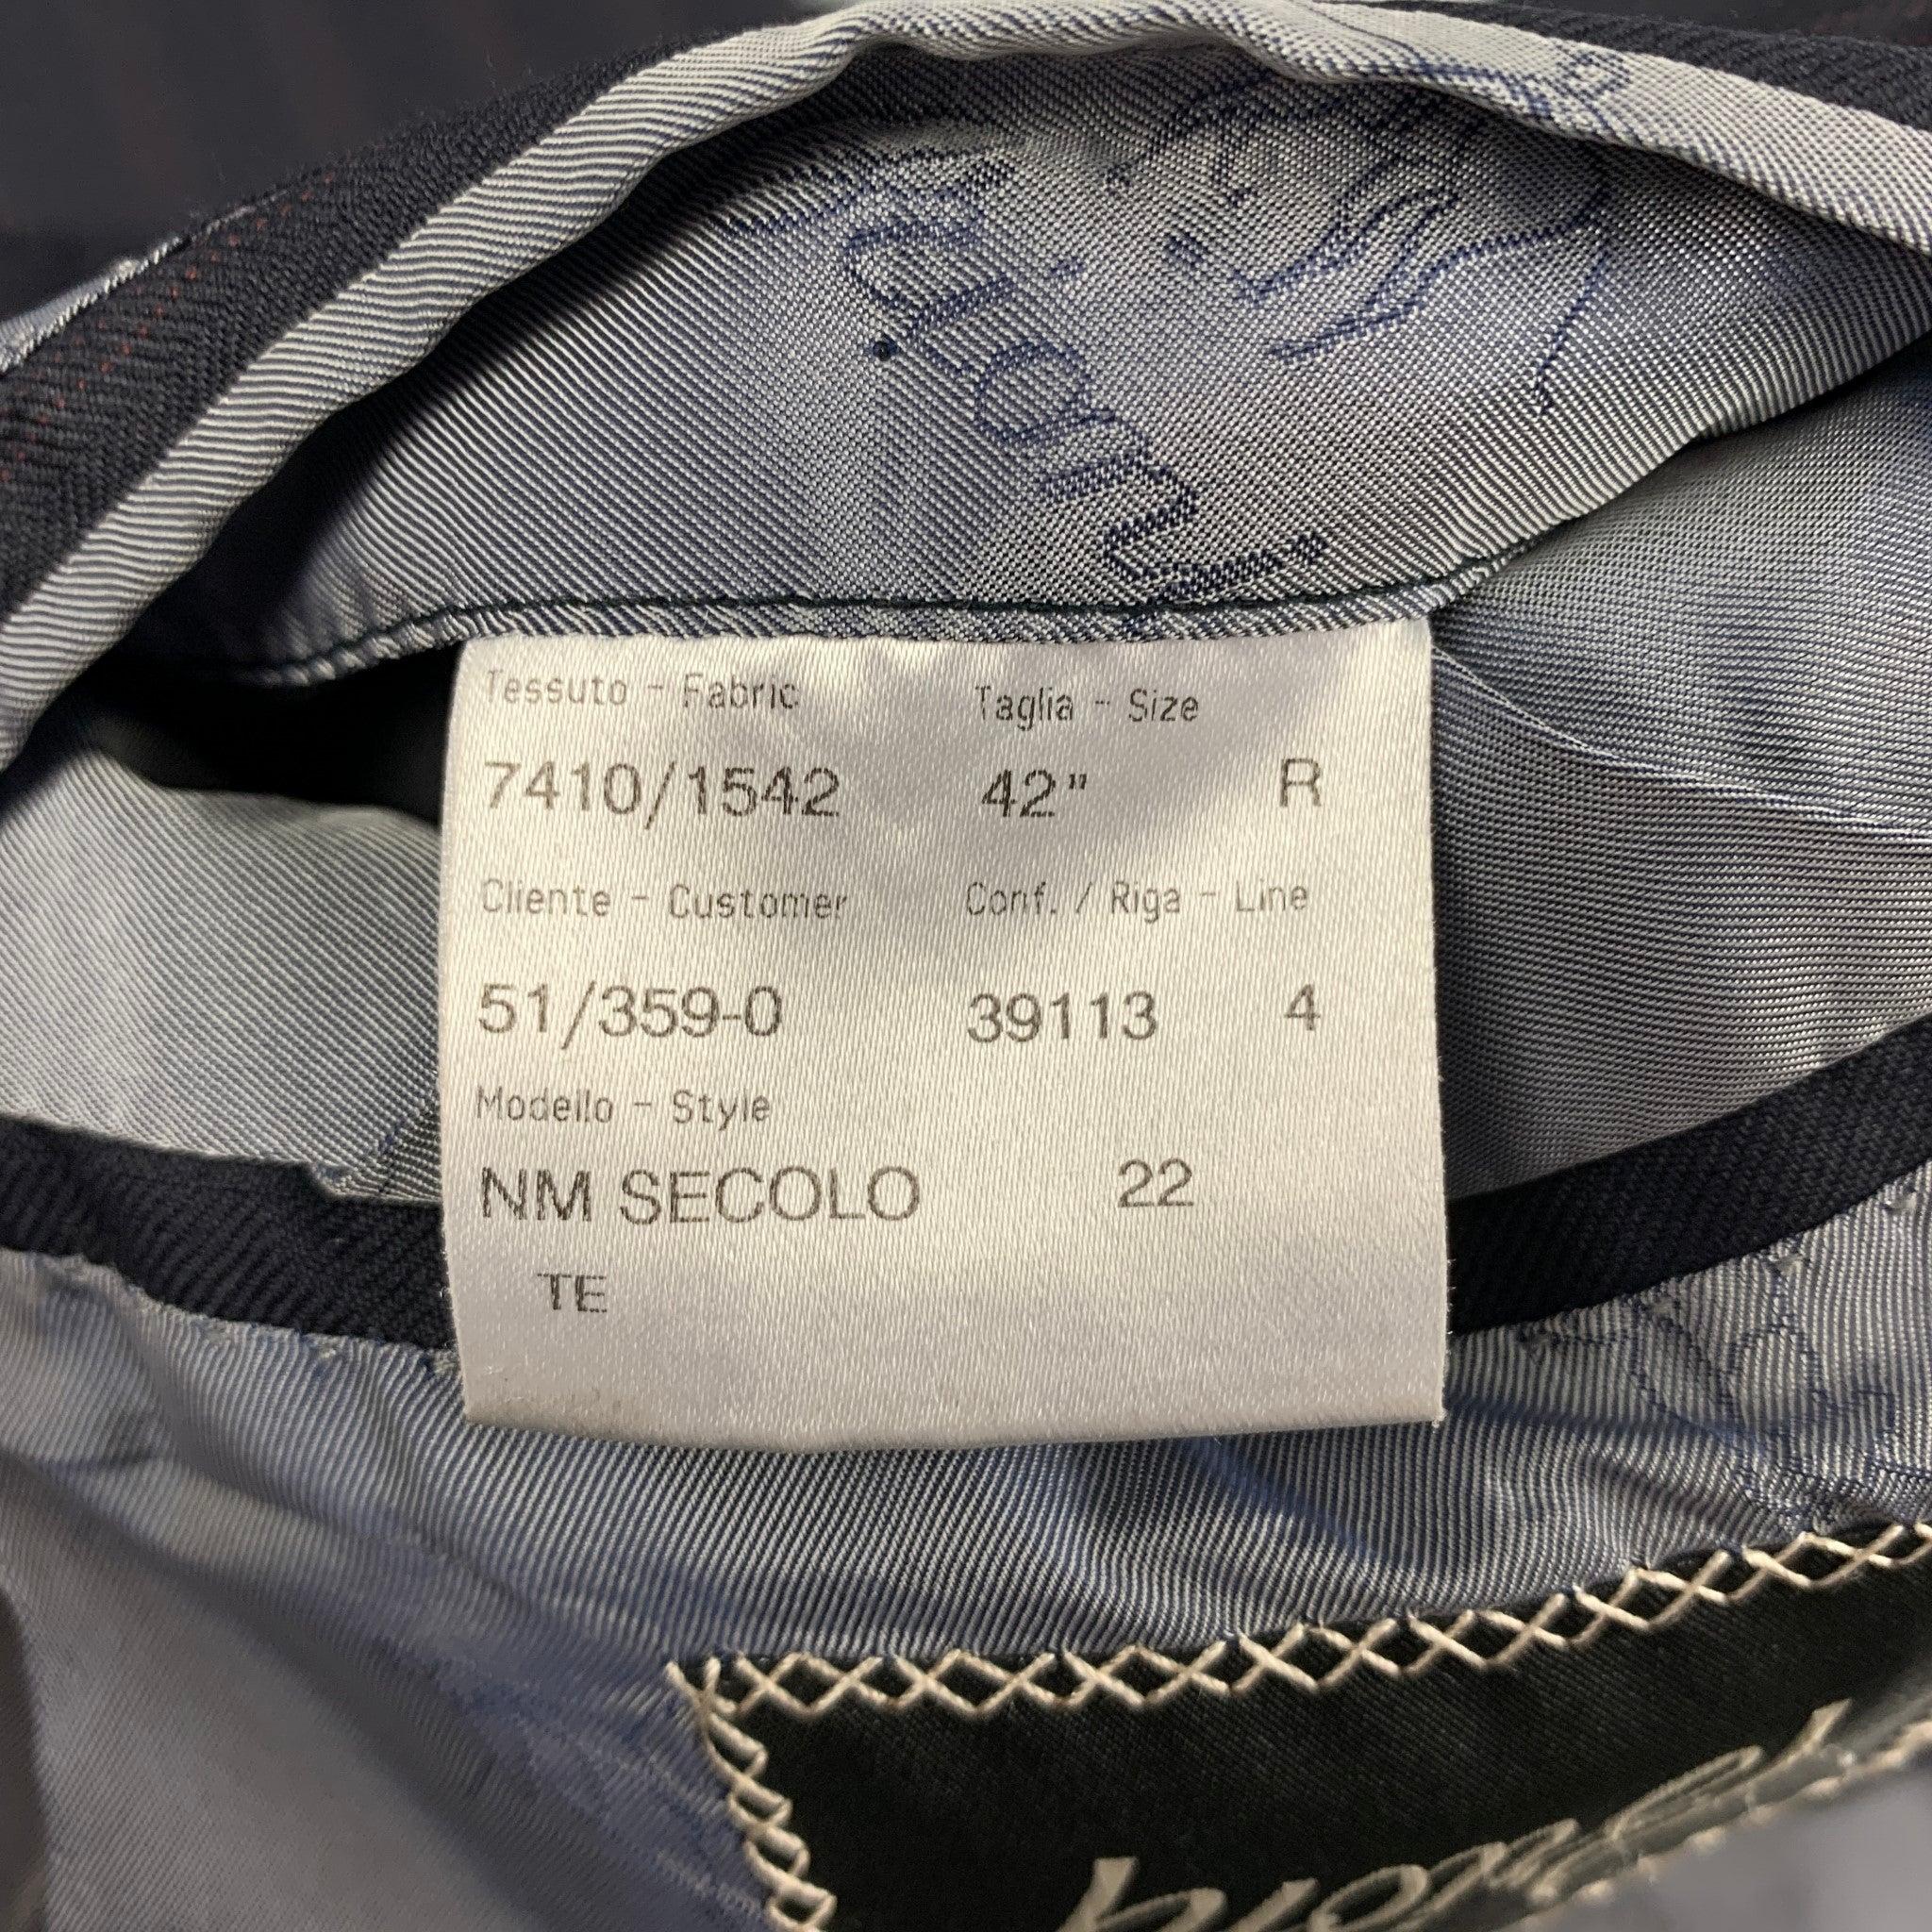 Tessuto - Fabric Taglia - Size
7410/1542 42" R
Cliente - Customer Conf. / Riga - Line
51/359-0 39113 4
Modello - Style
NM SECOLO 22
TE